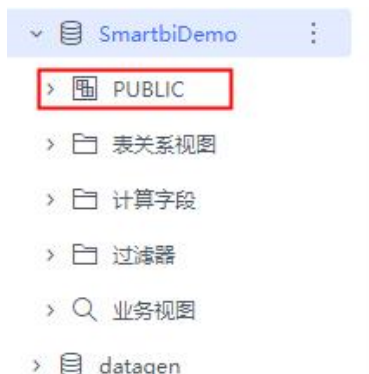 SmartbiDemo
PUBLIC
表关系视图
计算字段
过滤器
业务视图
datagen